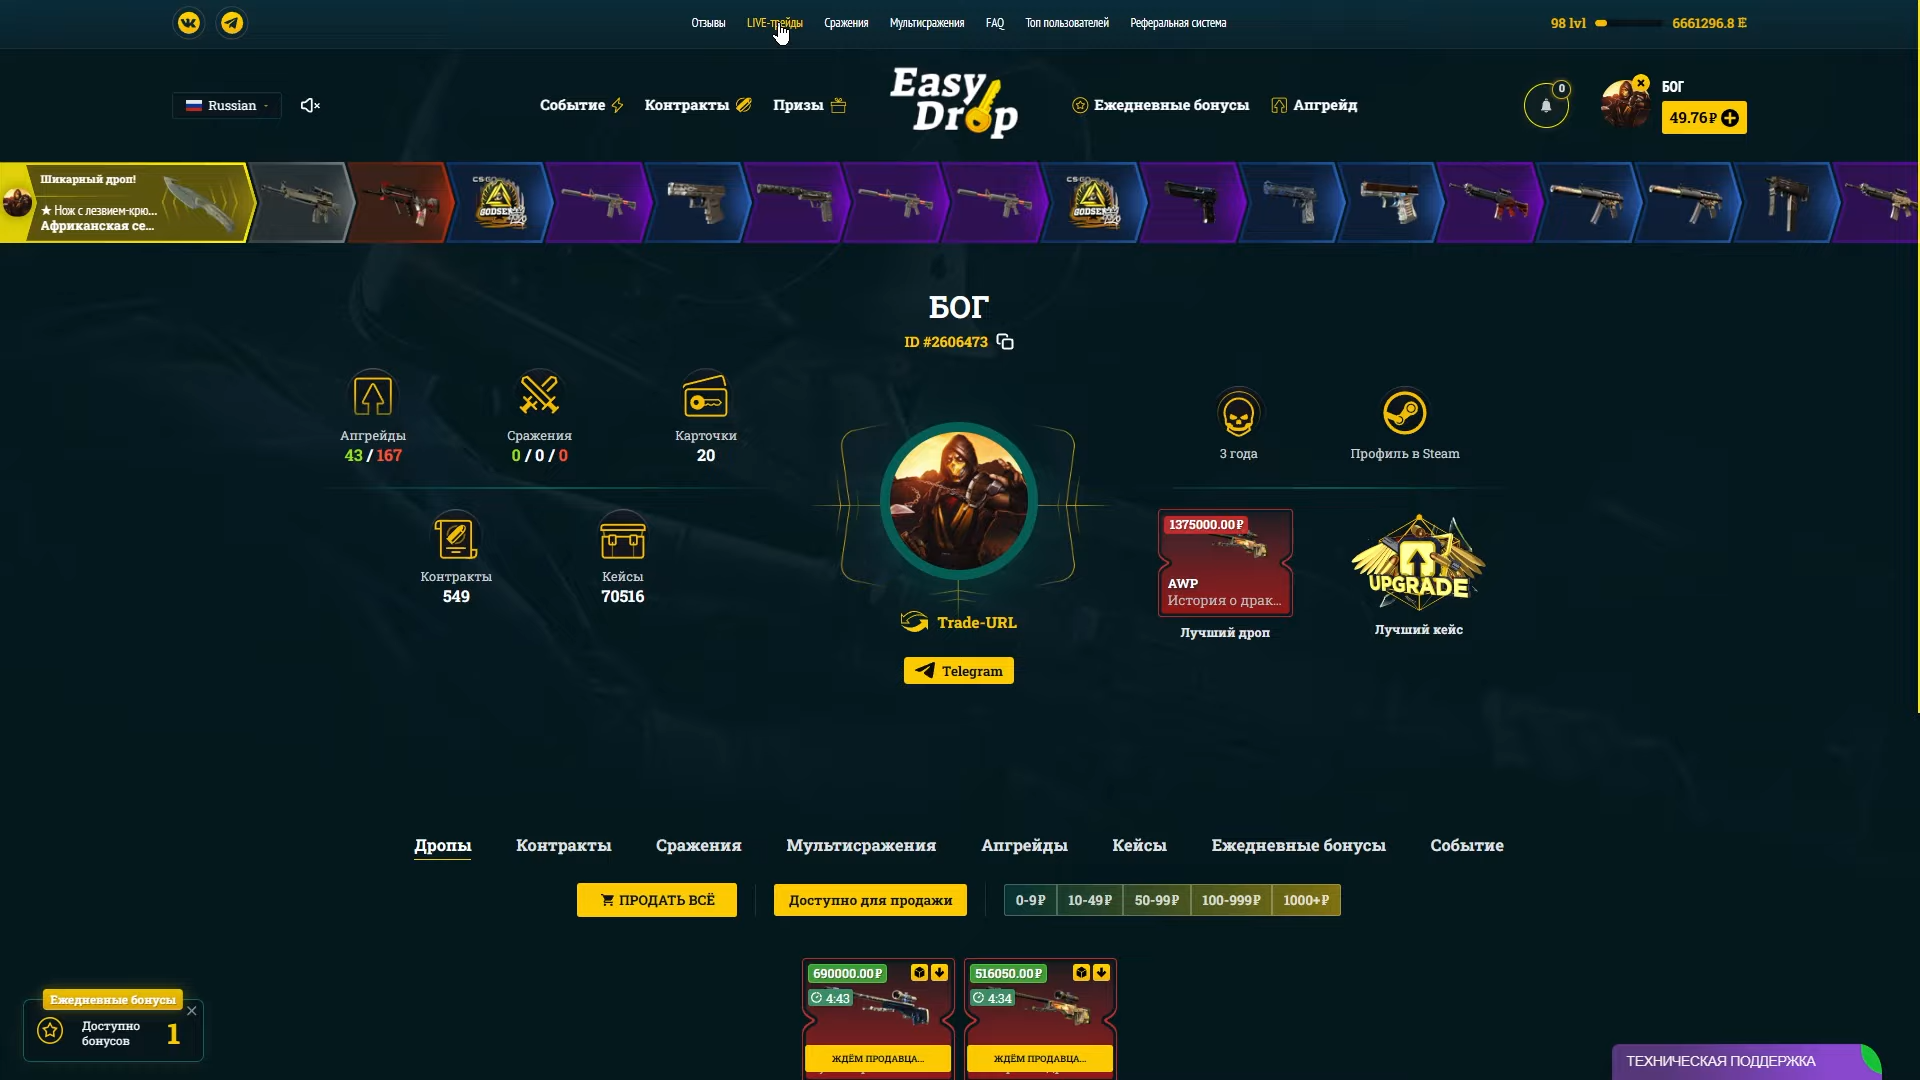 Отзывы
LIVE-трейды
Сражения
Мультисражения
FAQ
Топ пользователей
Реферальная система
98 lvl
6661296.8
Russian
Событие
Контракты
Призы
Easy
Drop
Ежедневные бонусы
Апгрейд
0
БОГ
49.76₽
Шикарный дроп!
★ Нож с лезвием-крю...
Африканская се...
БОГ
ID #2606473
Апгрейды
43 / 167
Сражения
0 / 0 / 0
Карточки
20
Контракты
549
Кейсы
70516
Trade-URL
Telegram
3 года
Профиль в Steam
1375000.00₽
AWP
История о драк...
Лучший дроп
UPGRADE
Лучший кейс
Дропы
Контракты
Сражения
Мультисражения
Апгрейды
Кейсы
Ежедневные бонусы
Событие
ПРОДАТЬ ВСЁ
Доступно для продажи
0-9₽
10-49₽
50-99₽
100-999₽
1000+₽
690000.00₽
4:43
ЖДЁМ ПРОДАВЦА...
516050.00₽
4:34
ЖДЁМ ПРОДАВЦА...
Ежедневные бонусы
Доступно
бонусов
1
ТЕХНИЧЕСКАЯ ПОДДЕРЖКА